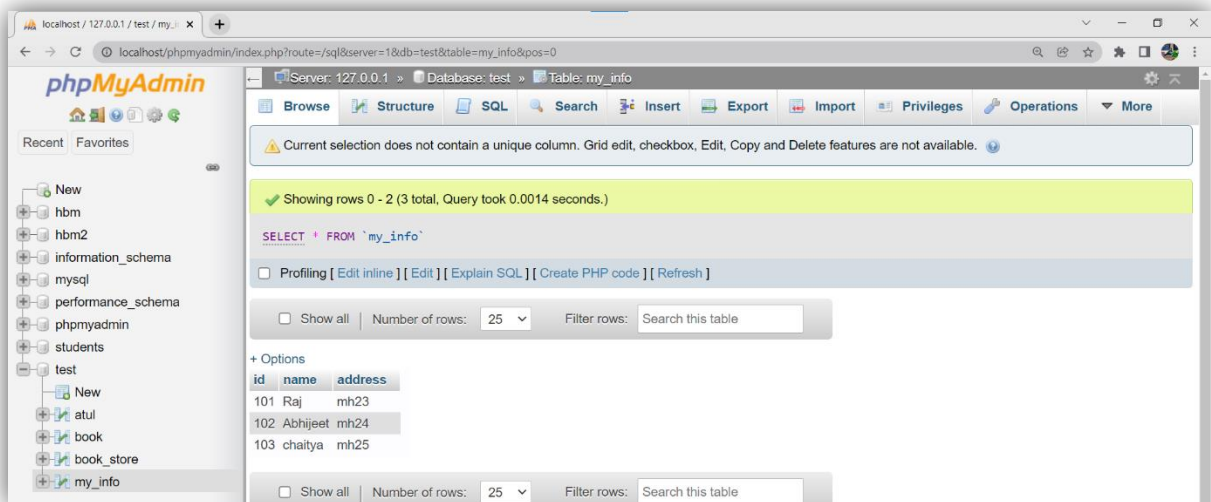 localhost / 127.0.0.1 / test / my_i
localhost/phpmyadmin/index.php?route=/sql&server=1&db=test&table=my_info&pos=0
phpMyAdmin
Recent Favorites
New
hbm
hbm2
information_schema
mysql
performance_schema
phpmyadmin
students
test
New
atul
book
book_store
my_info
Server: 127.0.0.1 » Database: test » Table: my_info
Browse Structure SQL Search Insert Export Import Privileges Operations More
Current selection does not contain a unique column. Grid edit, checkbox, Edit, Copy and Delete features are not available.
Showing rows 0 - 2 (3 total, Query took 0.0014 seconds.)
SELECT * FROM `my_info`
Profiling [ Edit inline ] [ Edit ] [ Explain SQL ] [ Create PHP code ] [ Refresh ]
Show all | Number of rows: 25 Filter rows: Search this table
+ Options
id name address
101 Raj mh23
102 Abhijeet mh24
103 chaitya mh25
Show all | Number of rows: 25 Filter rows: Search this table